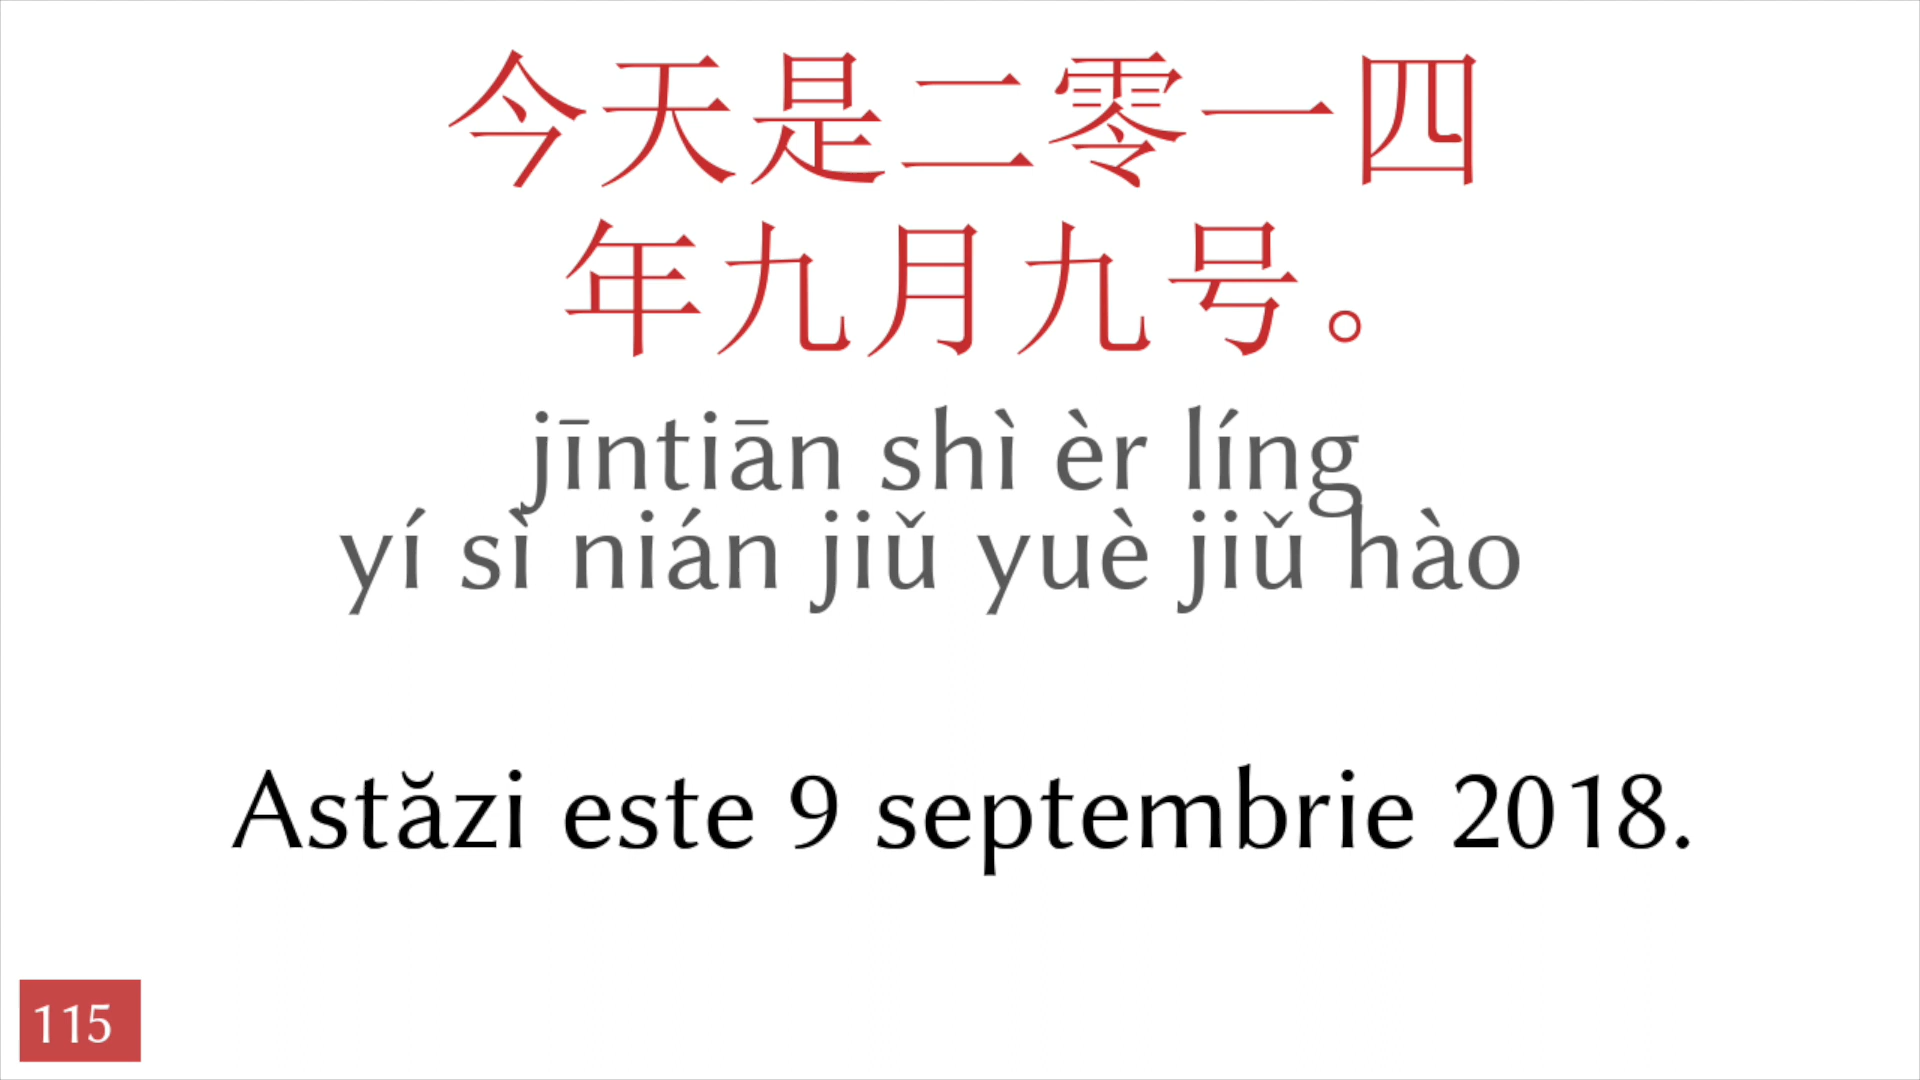 今天是二零一四
年九月九号。
jīntiān shì èr líng
yí sì nián jiǔ yuè jiǔ hào
Astăzi este 9 septembrie 2018.
115